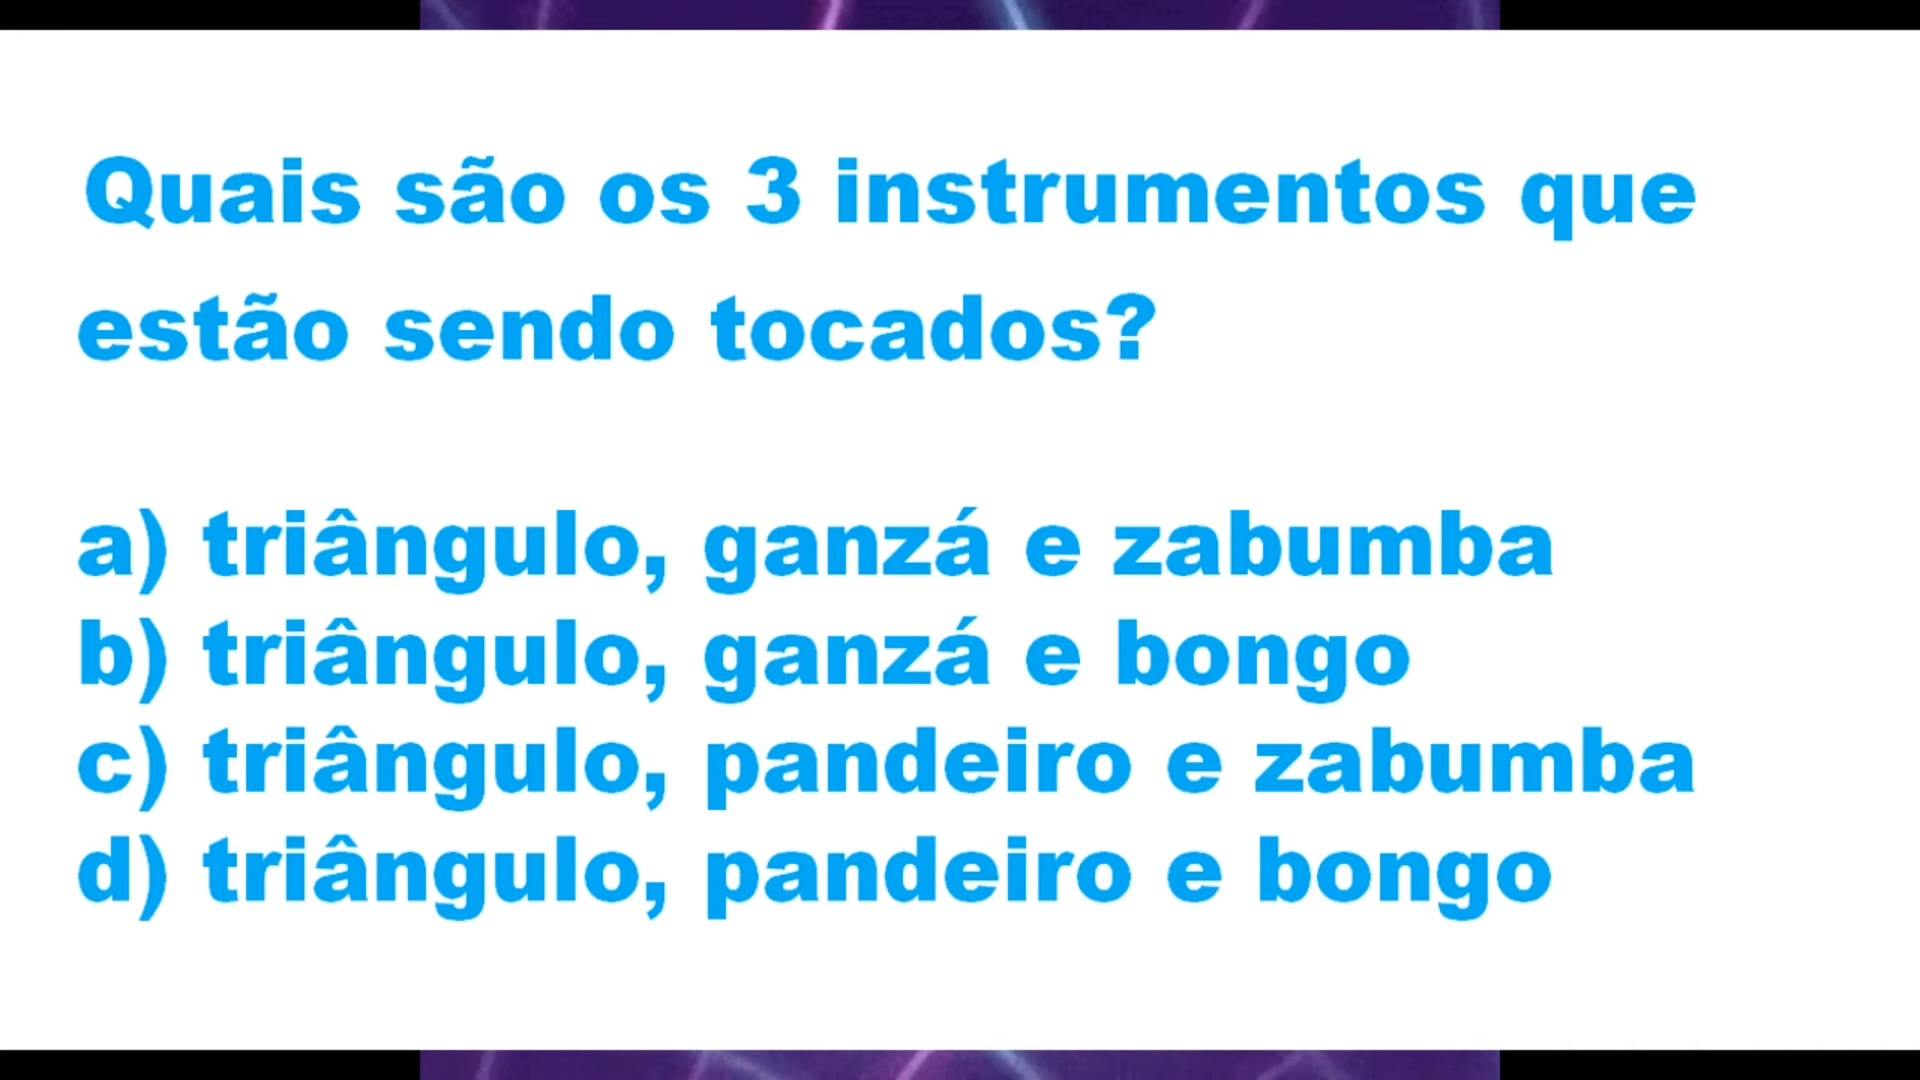 Quais são os 3 instrumentos que
estão sendo tocados?
a) triângulo, ganzá e zabumba
b) triângulo, ganzá e bongo
c) triângulo, pandeiro e zabumba
d) triângulo, pandeiro e bongo